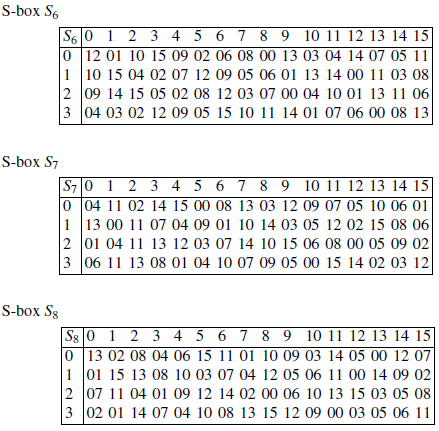 S-box S6
S6 0 1 2 3 4 5 6 7 8 9 10 11 12 13 14 15
0 12 01 10 15 09 02 06 08 00 13 03 04 14 07 05 11
1 10 15 04 02 07 12 09 05 06 01 13 14 00 11 03 08
2 09 14 15 05 02 08 12 03 07 00 04 10 01 13 11 06
3 04 03 02 12 09 05 15 10 11 14 01 07 06 00 08 13
S-box S7
S7 0 1 2 3 4 5 6 7 8 9 10 11 12 13 14 15
0 04 11 02 14 15 00 08 13 03 12 09 07 05 10 06 01
1 13 00 11 07 04 09 01 10 14 03 05 12 02 15 08 06
2 01 04 11 13 12 03 07 14 10 15 06 08 00 05 09 02
3 06 11 13 08 01 04 10 07 09 05 00 15 14 02 03 12
S-box S8
S8 0 1 2 3 4 5 6 7 8 9 10 11 12 13 14 15
0 13 02 08 04 06 15 11 01 10 09 03 14 05 00 12 07
1 01 15 13 08 10 03 07 04 12 05 06 11 00 14 09 02
2 07 11 04 01 09 12 14 02 00 06 10 13 15 03 05 08
3 02 01 14 07 04 10 08 13 15 12 09 00 03 05 06 11